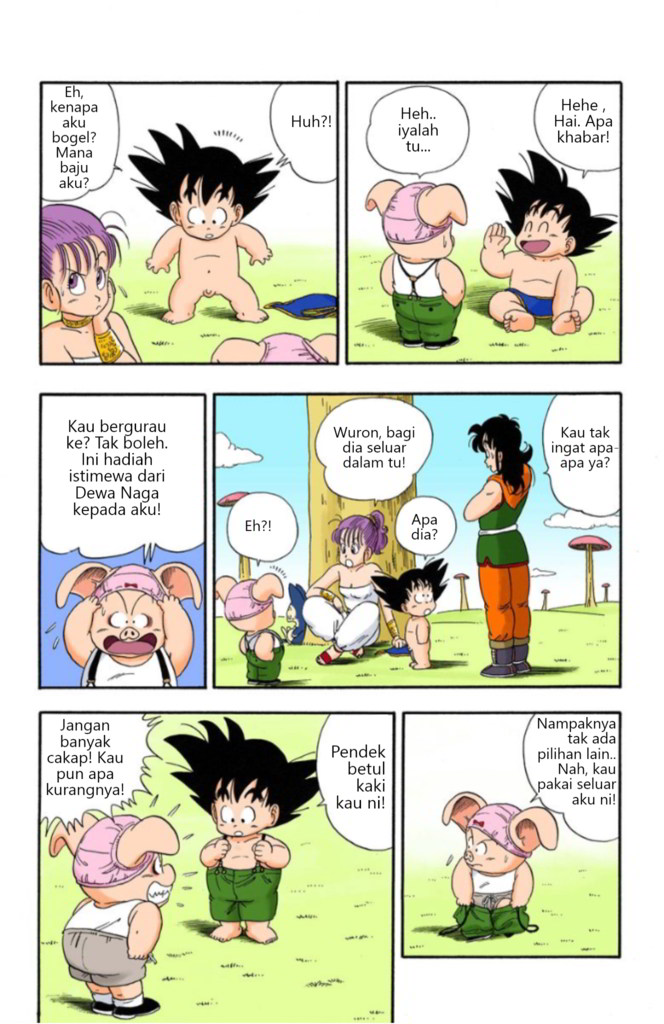 Hehe ,
Hai. Apa
khabar!
Heh..
iyalah
tu...
Huh?!
Eh,
kenapa
aku
bogel?
Mana
baju
aku?
Kau tak
ingat apa-
apa ya?
Apa
dia?
Wuron, bagi
dia seluar
dalam tu!
Eh?!
Kau bergurau
ke? Tak boleh.
Ini hadiah
istimewa dari
Dewa Naga
kepada aku!
Nampaknya
tak ada
pilihan lain..
Nah, kau
pakai seluar
aku ni!
Pendek
betul
kaki
kau ni!
Jangan
banyak
cakap! Kau
pun apa
kurangnya!